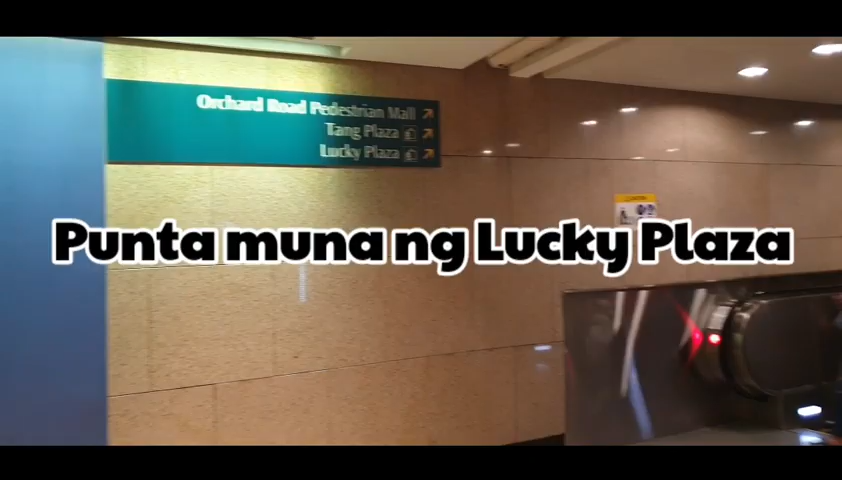 Orchard Road Pedestrian Mall
Tang Plaza
Lucky Plaza
Punta muna ng Lucky Plaza